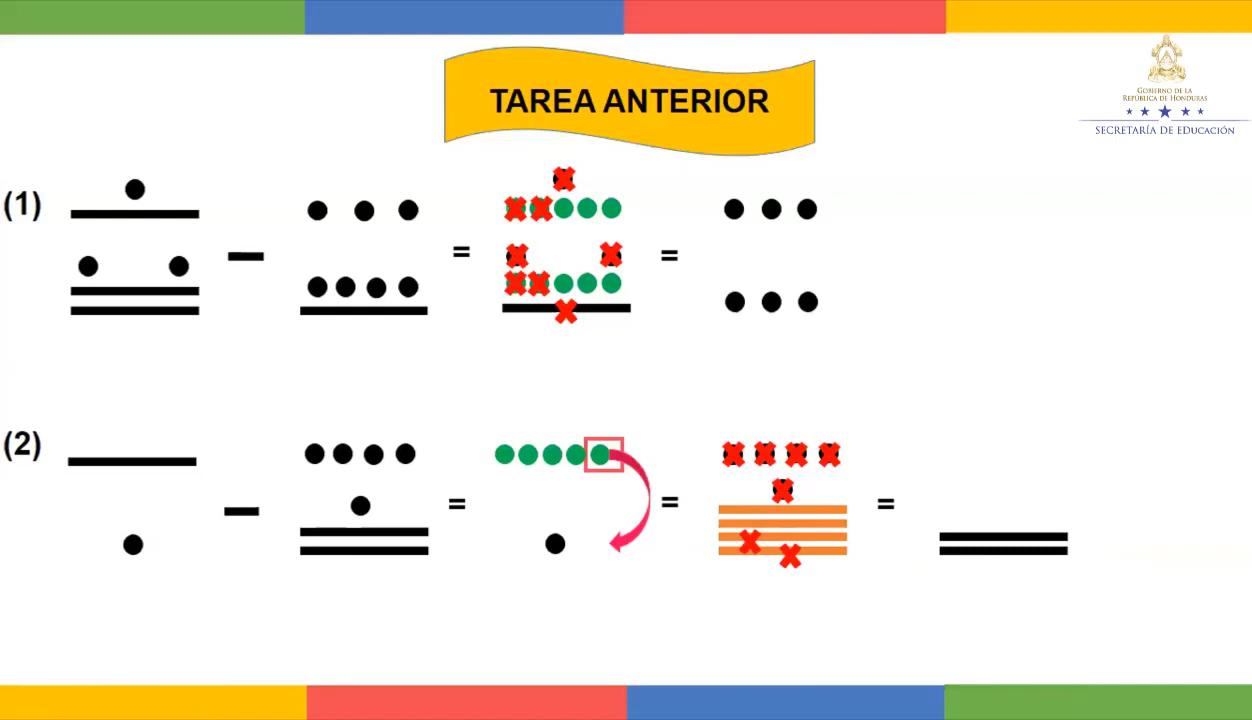 TAREA ANTERIOR
GOBIERNO DE LA
REPÚBLICA DE HONDURAS
SECRETARÍA DE EDUCACIÓN
(1)
= =
(2)
= = =